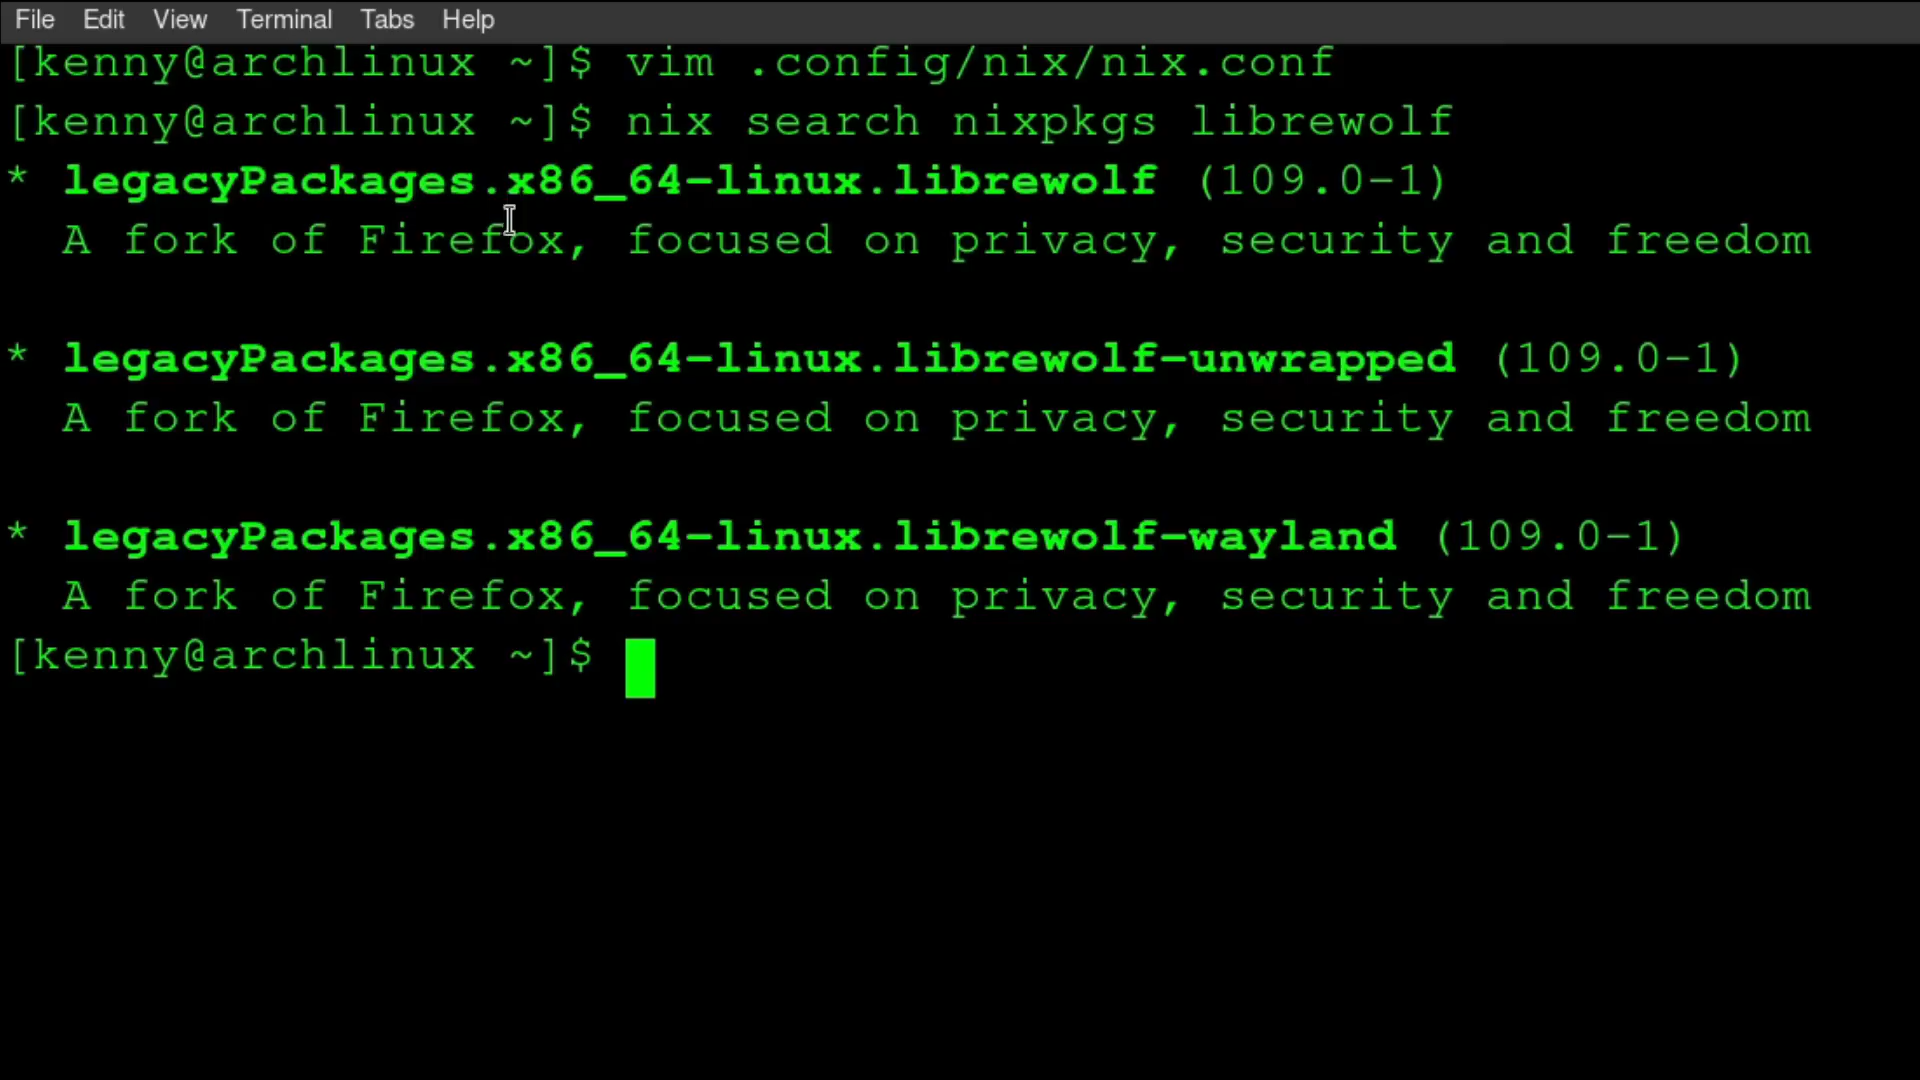 File Edit View Terminal Tabs Help
[kenny@archlinux ~]$ vim .config/nix/nix.conf
[kenny@archlinux ~]$ nix search nixpkgs librewolf
* legacyPackages.x86_64-linux.librewolf (109.0-1)
  A fork of Firefox, focused on privacy, security and freedom

* legacyPackages.x86_64-linux.librewolf-unwrapped (109.0-1)
  A fork of Firefox, focused on privacy, security and freedom

* legacyPackages.x86_64-linux.librewolf-wayland (109.0-1)
  A fork of Firefox, focused on privacy, security and freedom
[kenny@archlinux ~]$